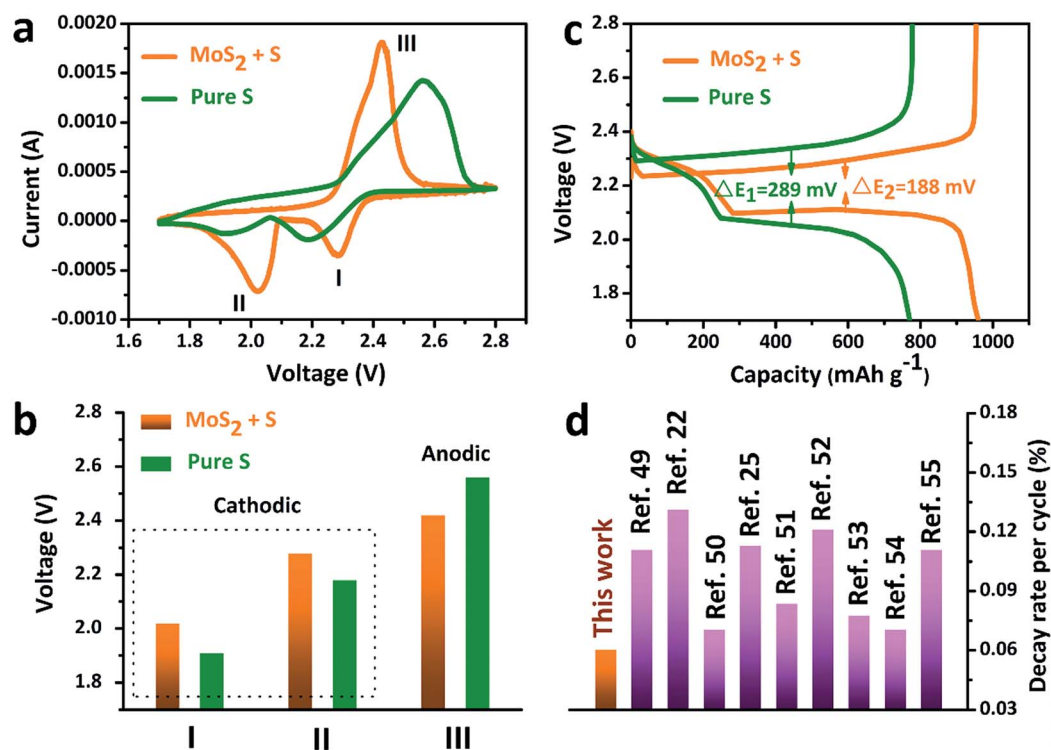 a
MoS2 + S
Pure S
III
II
I
0.0020
0.0015
0.0010
0.0005
0.0000
-0.0005
-0.0010
Current (A)
1.6 1.8 2.0 2.2 2.4 2.6 2.8
Voltage (V)
c
MoS2 + S
Pure S
△E1=289 mV
△E2=188 mV
2.8
2.6
2.4
2.2
2.0
1.8
Voltage (V)
0 200 400 600 800 1000
Capacity (mAh g-1)
b
MoS2 + S
Pure S
Cathodic
Anodic
2.8
2.6
2.4
2.2
2.0
1.8
Voltage (V)
I II III
d
This work
Ref. 49
Ref. 22
Ref. 50
Ref. 25
Ref. 51
Ref. 52
Ref. 53
Ref. 54
Ref. 55
0.18
0.15
0.12
0.09
0.06
0.03
Decay rate per cycle (%)